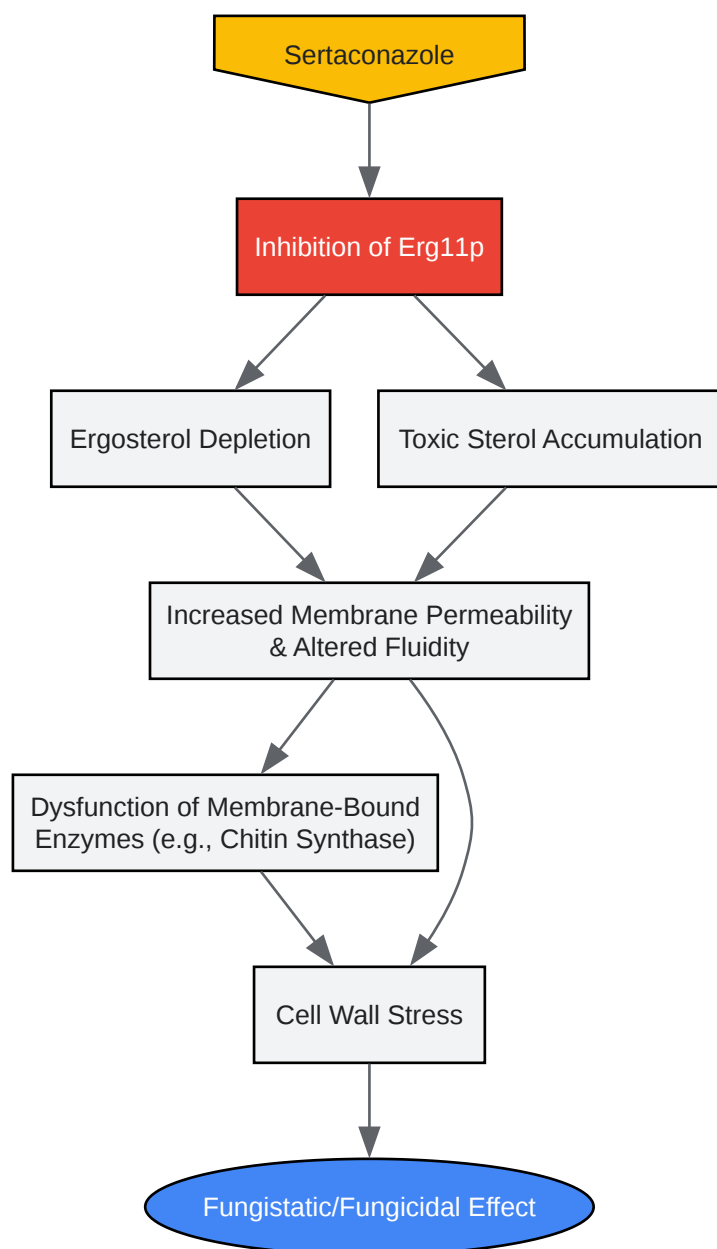 Sertaconazole
Inhibition of Erg11p
Ergosterol Depletion
Toxic Sterol Accumulation
Increased Membrane Permeability
& Altered Fluidity
Dysfunction of Membrane-Bound
Enzymes (e.g., Chitin Synthase)
Cell Wall Stress
Fungistatic/Fungicidal Effect